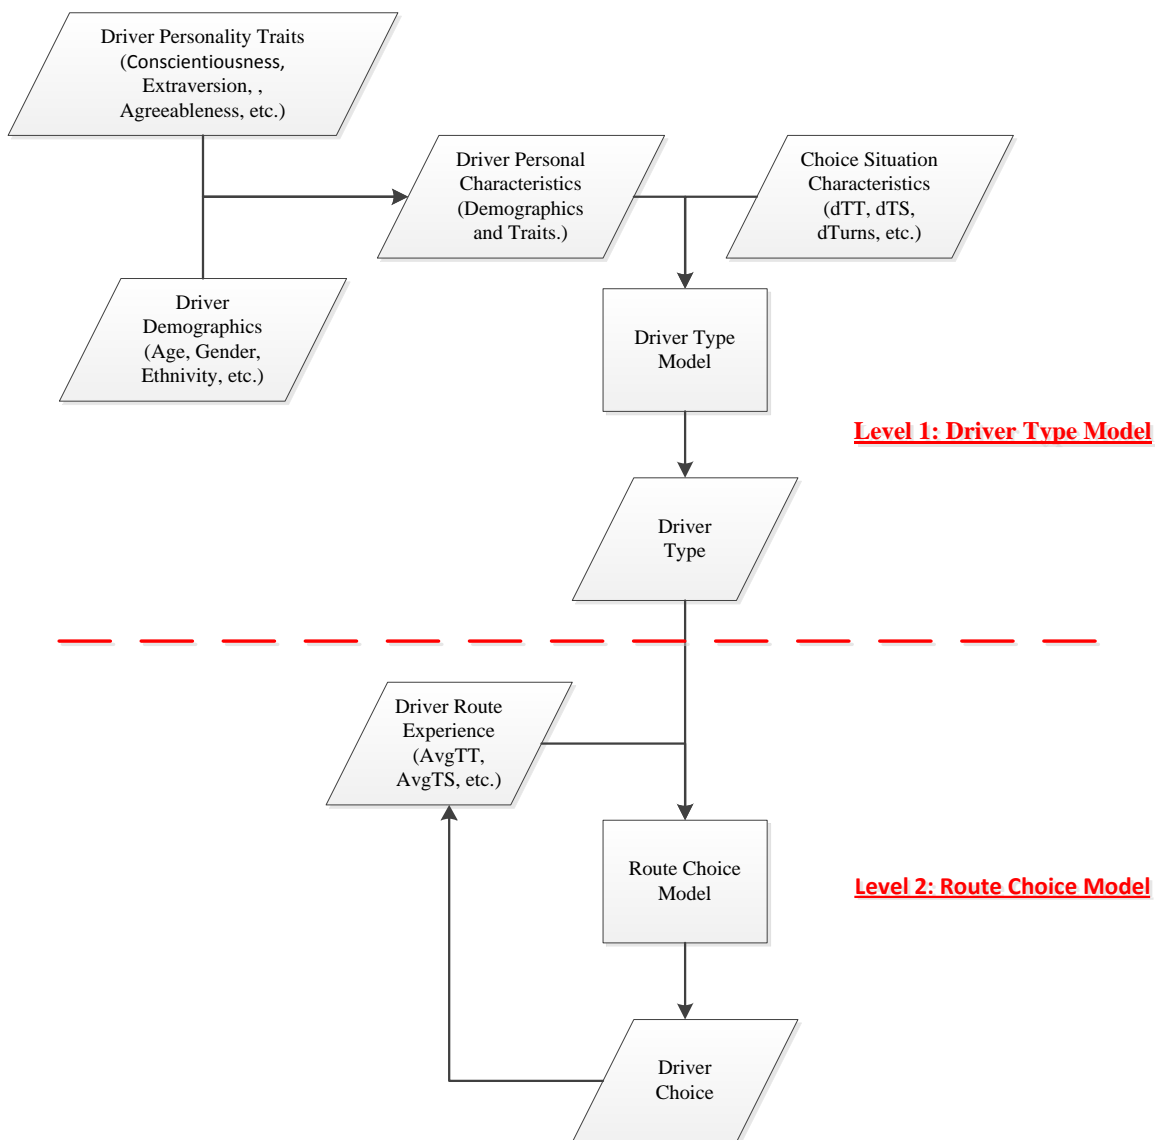 Driver Personality Traits
(Conscientiousness,
Extraversion, ,
Agreeableness, etc.)
Driver Personal
Characteristics
(Demographics
and Traits.)
Choice Situation
Characteristics
(dTT, dTS,
dTurns, etc.)
Driver
Demographics
(Age, Gender,
Ethnivity, etc.)
Driver Type
Model
Level 1: Driver Type Model
Driver
Type
Driver Route
Experience
(AvgTT,
AvgTS, etc.)
Route Choice
Model
Level 2: Route Choice Model
Driver
Choice